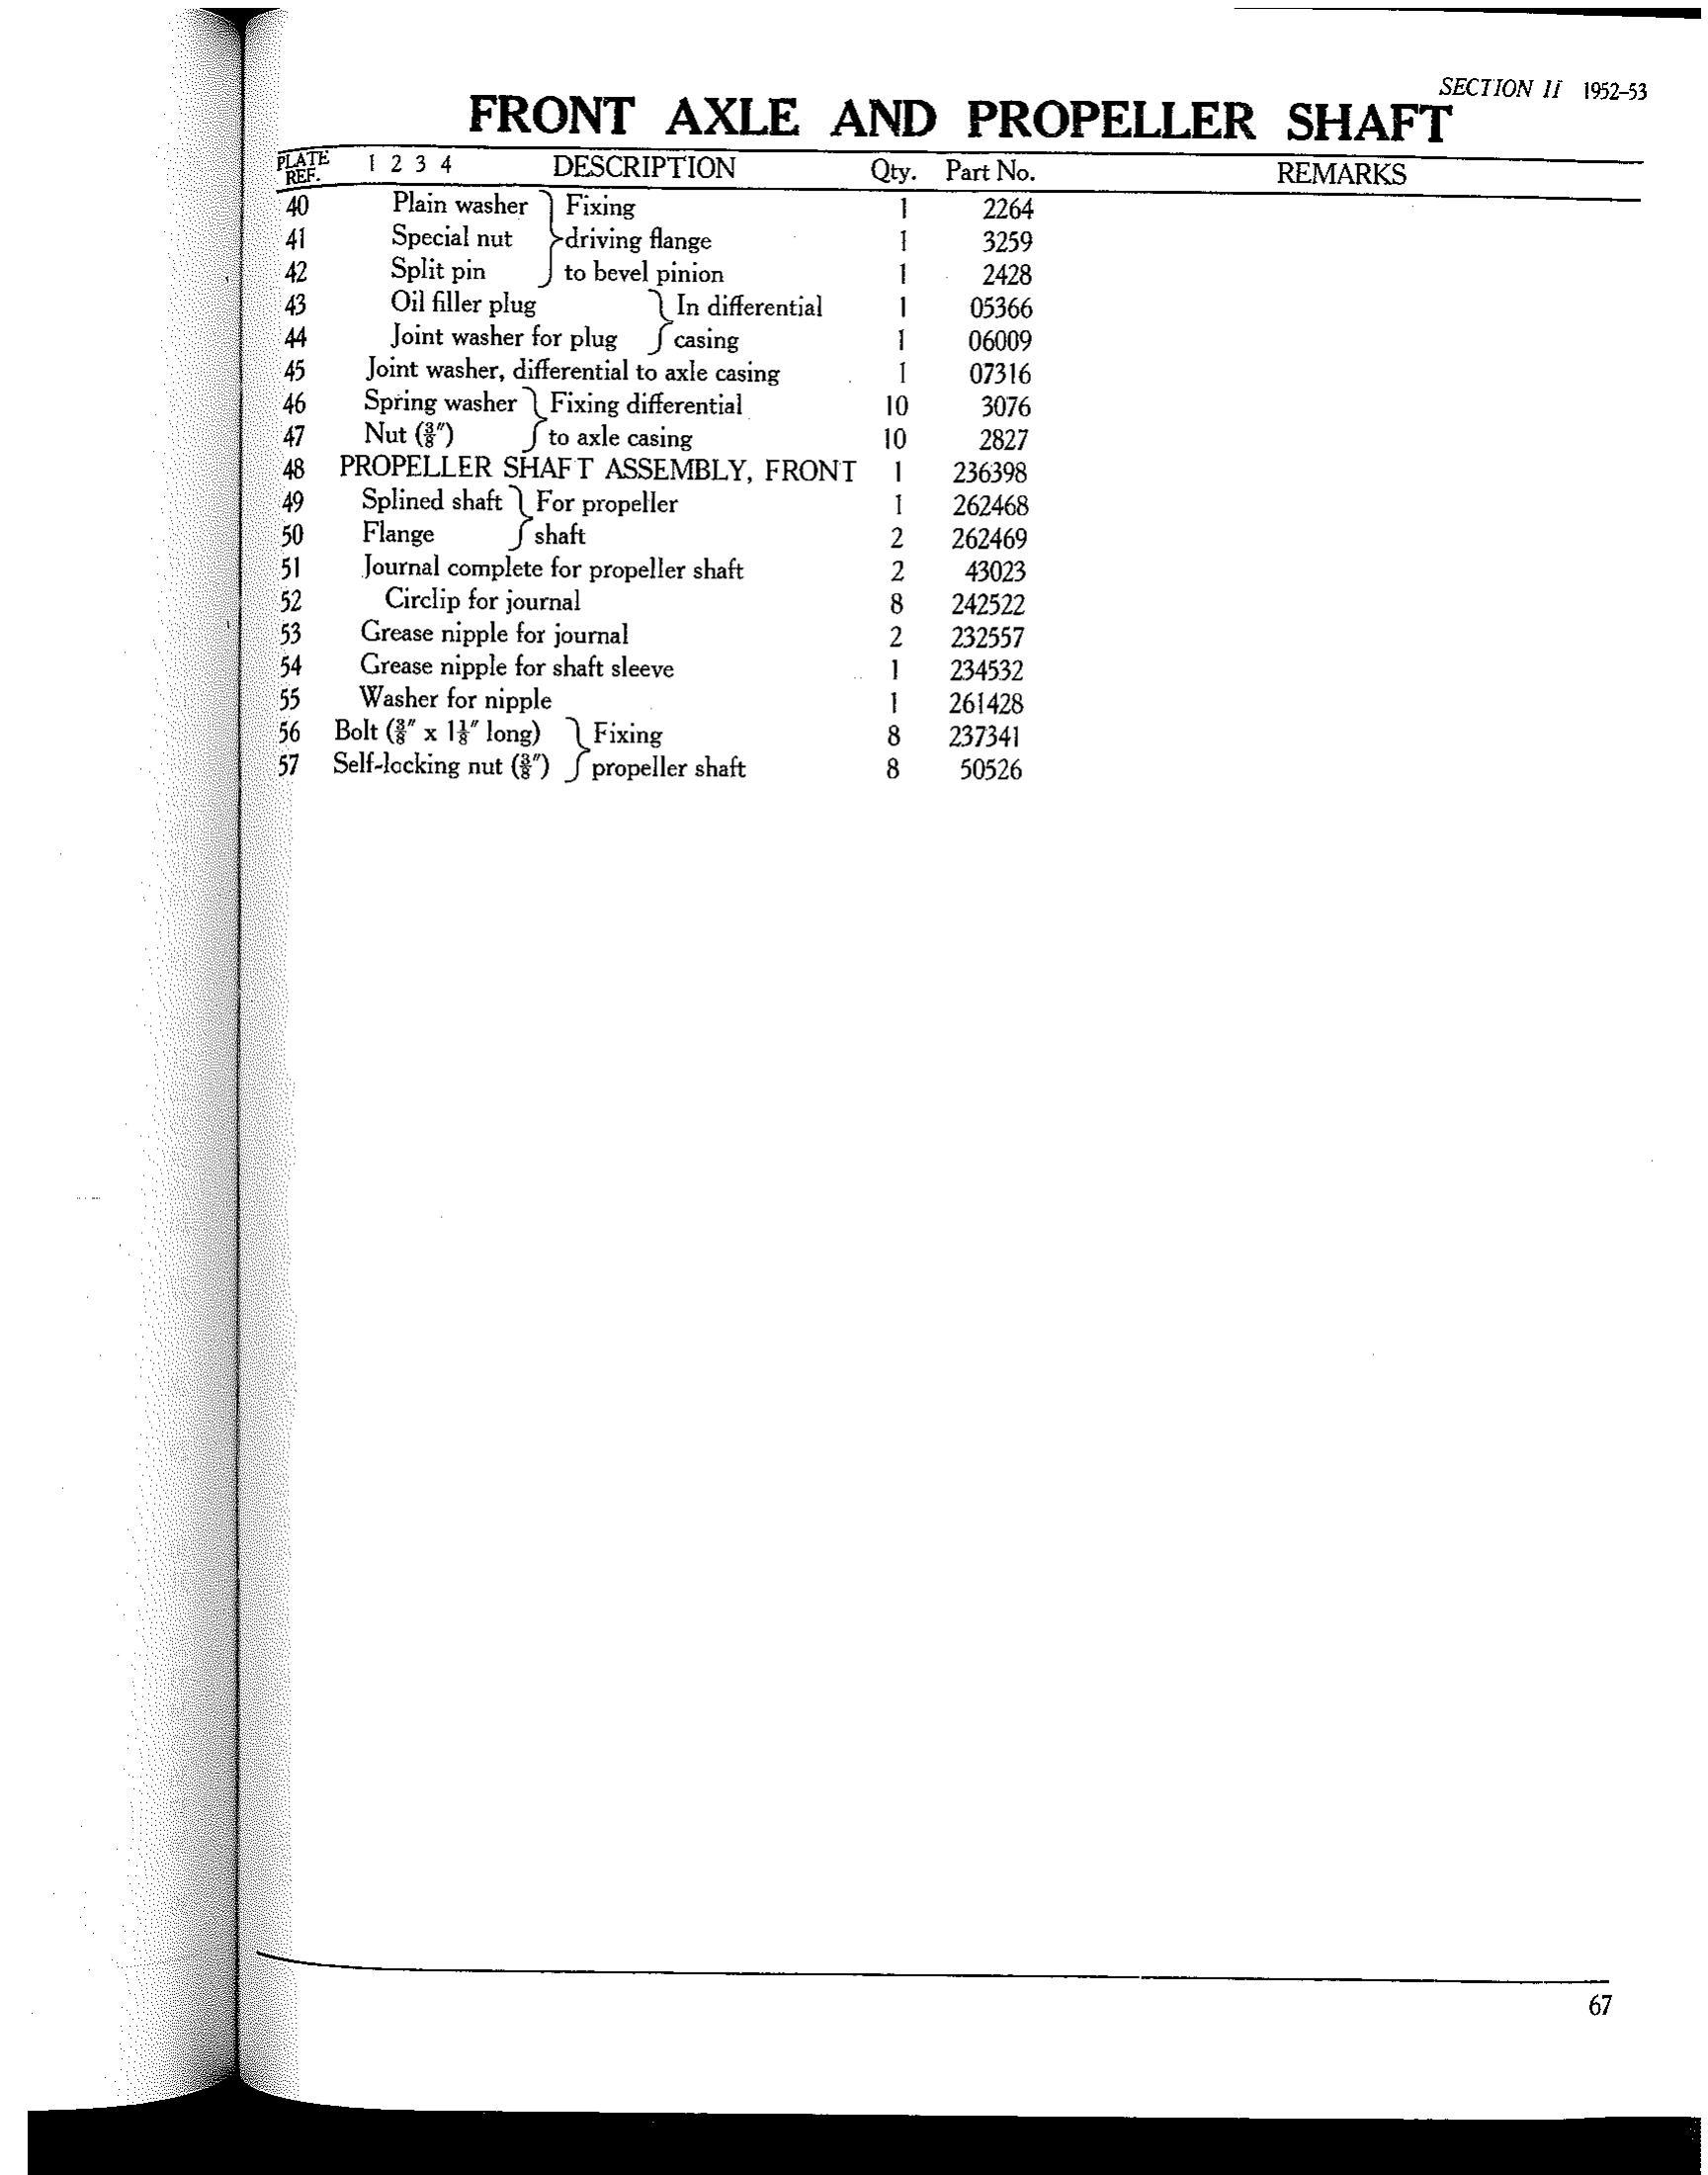 SECTION II 1952–53
FRONT AXLE AND PROPELLER SHAFT
PLATE REF. 1 2 3 4 DESCRIPTION Qty. Part No. REMARKS
40 Plain washer } Fixing 1 2264
41 Special nut } driving flange 1 3259
42 Split pin } to bevel pinion 1 2428
43 Oil filler plug } In differential 1 05366
44 Joint washer for plug } casing 1 06009
45 Joint washer, differential to axle casing 1 07316
46 Spring washer } Fixing differential 10 3076
47 Nut (⅜″) } to axle casing 10 2827
48 PROPELLER SHAFT ASSEMBLY, FRONT 1 236398
49 Splined shaft } For propeller 1 262468
50 Flange } shaft 2 262469
51 Journal complete for propeller shaft 2 43023
52 Circlip for journal 8 242522
53 Grease nipple for journal 2 232557
54 Grease nipple for shaft sleeve 1 234532
55 Washer for nipple 1 261428
56 Bolt (⅜″ x 1⅛″ long) } Fixing 8 237341
57 Self-locking nut (⅜″) } propeller shaft 8 50526
67